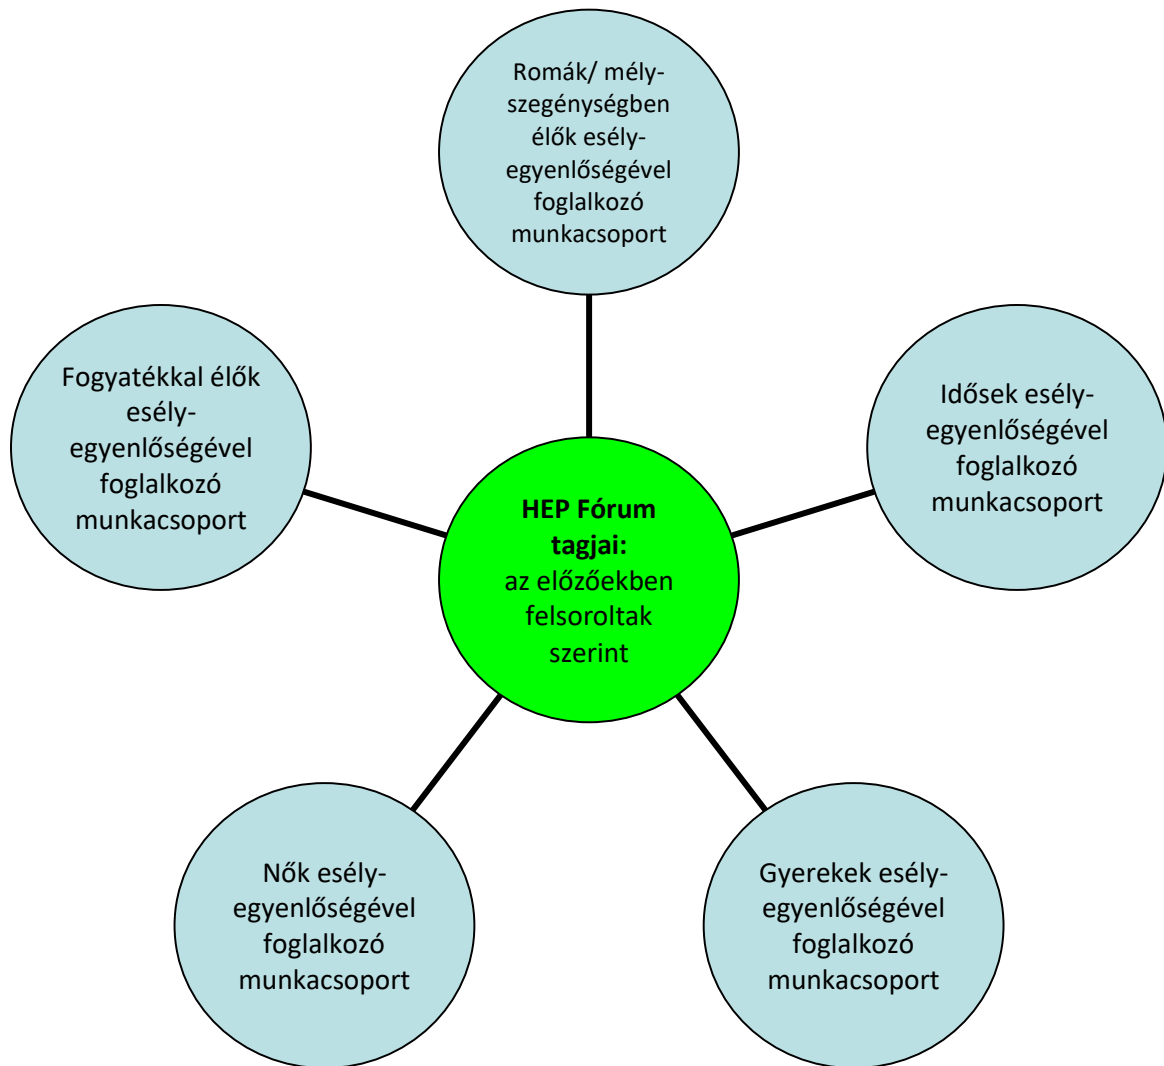 Romák/ mély-
szegénységben
élők esély-
egyenlőségével
foglalkozó
munkacsoport
Fogyatékkal élők
esély-
egyenlőségével
foglalkozó
munkacsoport
Idősek esély-
egyenlőségével
foglalkozó
munkacsoport
HEP Fórum
tagjai:
az előzőekben
felsoroltak
szerint
Nők esély-
egyenlőségével
foglalkozó
munkacsoport
Gyerekek esély-
egyenlőségével
foglalkozó
munkacsoport